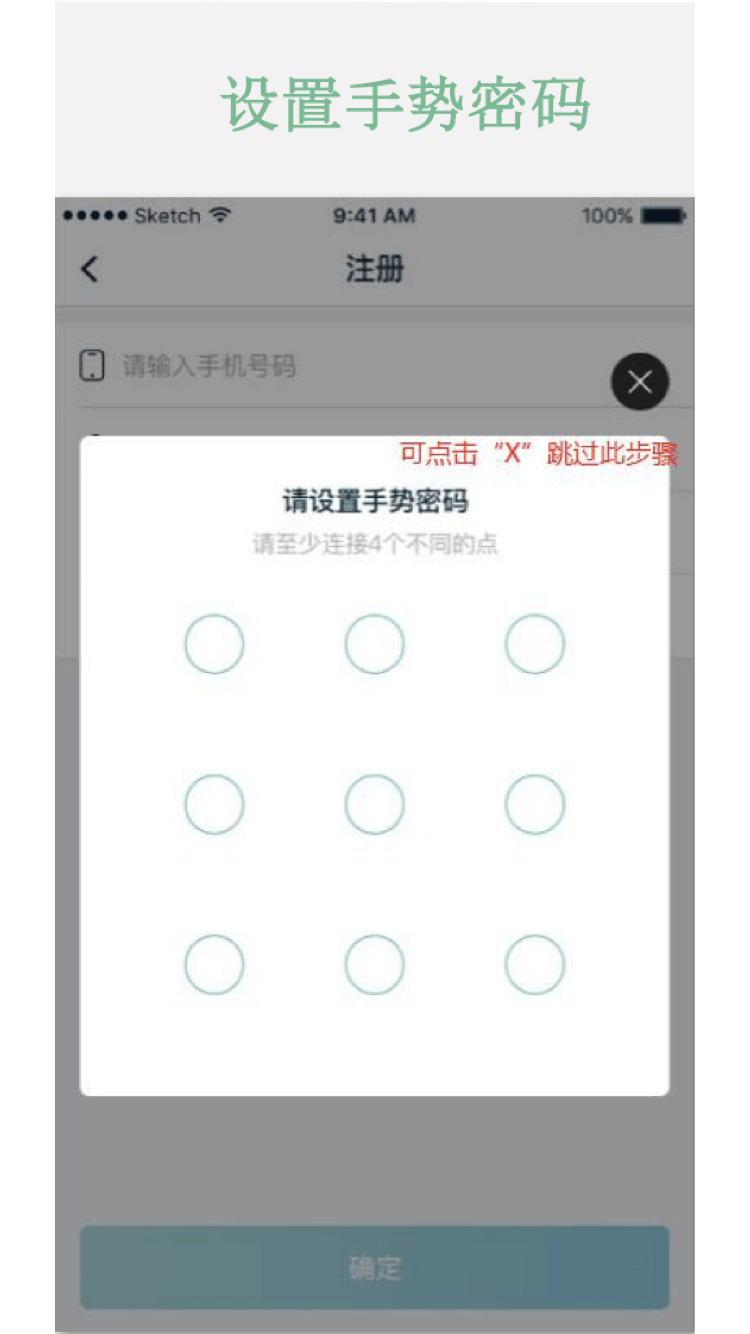 设置手势密码
Sketch 9:41 AM 100%
注册
请输入手机号码
可点击“X”跳过此步骤
请设置手势密码
请至少连接4个不同的点
确定